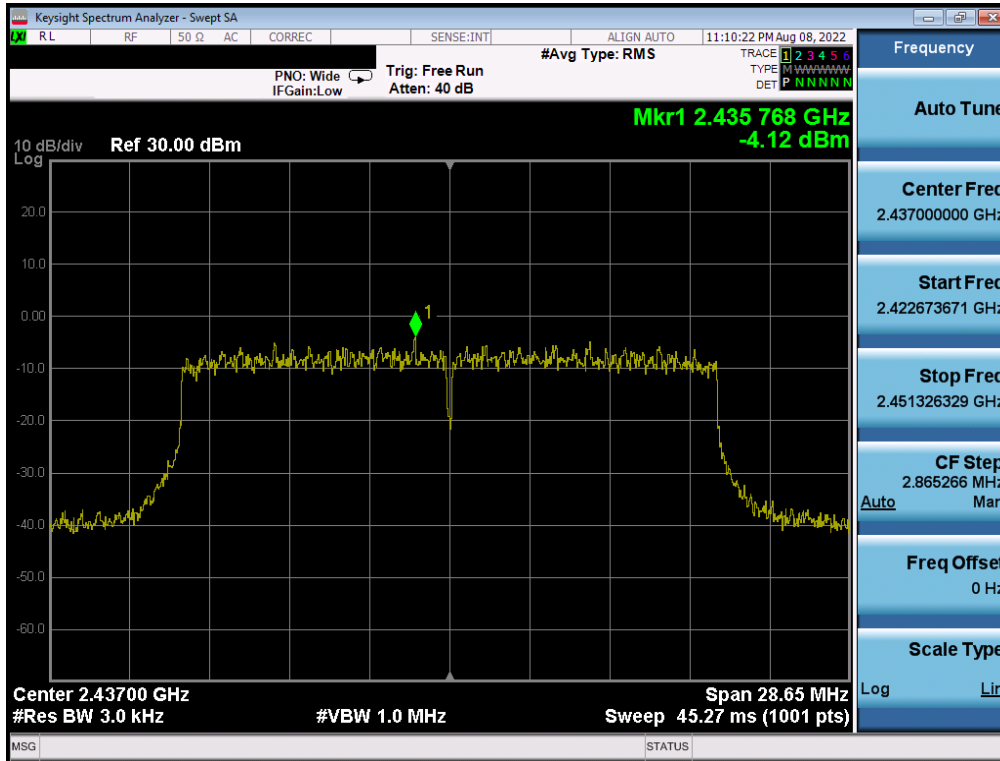 Keysight Spectrum Analyzer - Swept SA
LXI RL RF 50 Ω AC CORREC SENSE:INT ALIGN AUTO 11:10:22 PM Aug 08, 2022
#Avg Type: RMS TRACE 1 2 3 4 5 6
PNO: Wide Trig: Free Run TYPE M W W W W W
IFGain:Low Atten: 40 dB DET P N N N N N
Mkr1 2.435 768 GHz
-4.12 dBm
10 dB/div Ref 30.00 dBm
Log
20.0
10.0
0.00
1
-10.0
-20.0
-30.0
-40.0
-50.0
-60.0
Center 2.43700 GHz Span 28.65 MHz
#Res BW 3.0 kHz #VBW 1.0 MHz Sweep 45.27 ms (1001 pts)
MSG STATUS
Frequency
Auto Tune
Center Freq
2.437000000 GHz
Start Freq
2.422673671 GHz
Stop Freq
2.451326329 GHz
CF Step
2.865266 MHz
Auto Man
Freq Offset
0 Hz
Scale Type
Log Lin